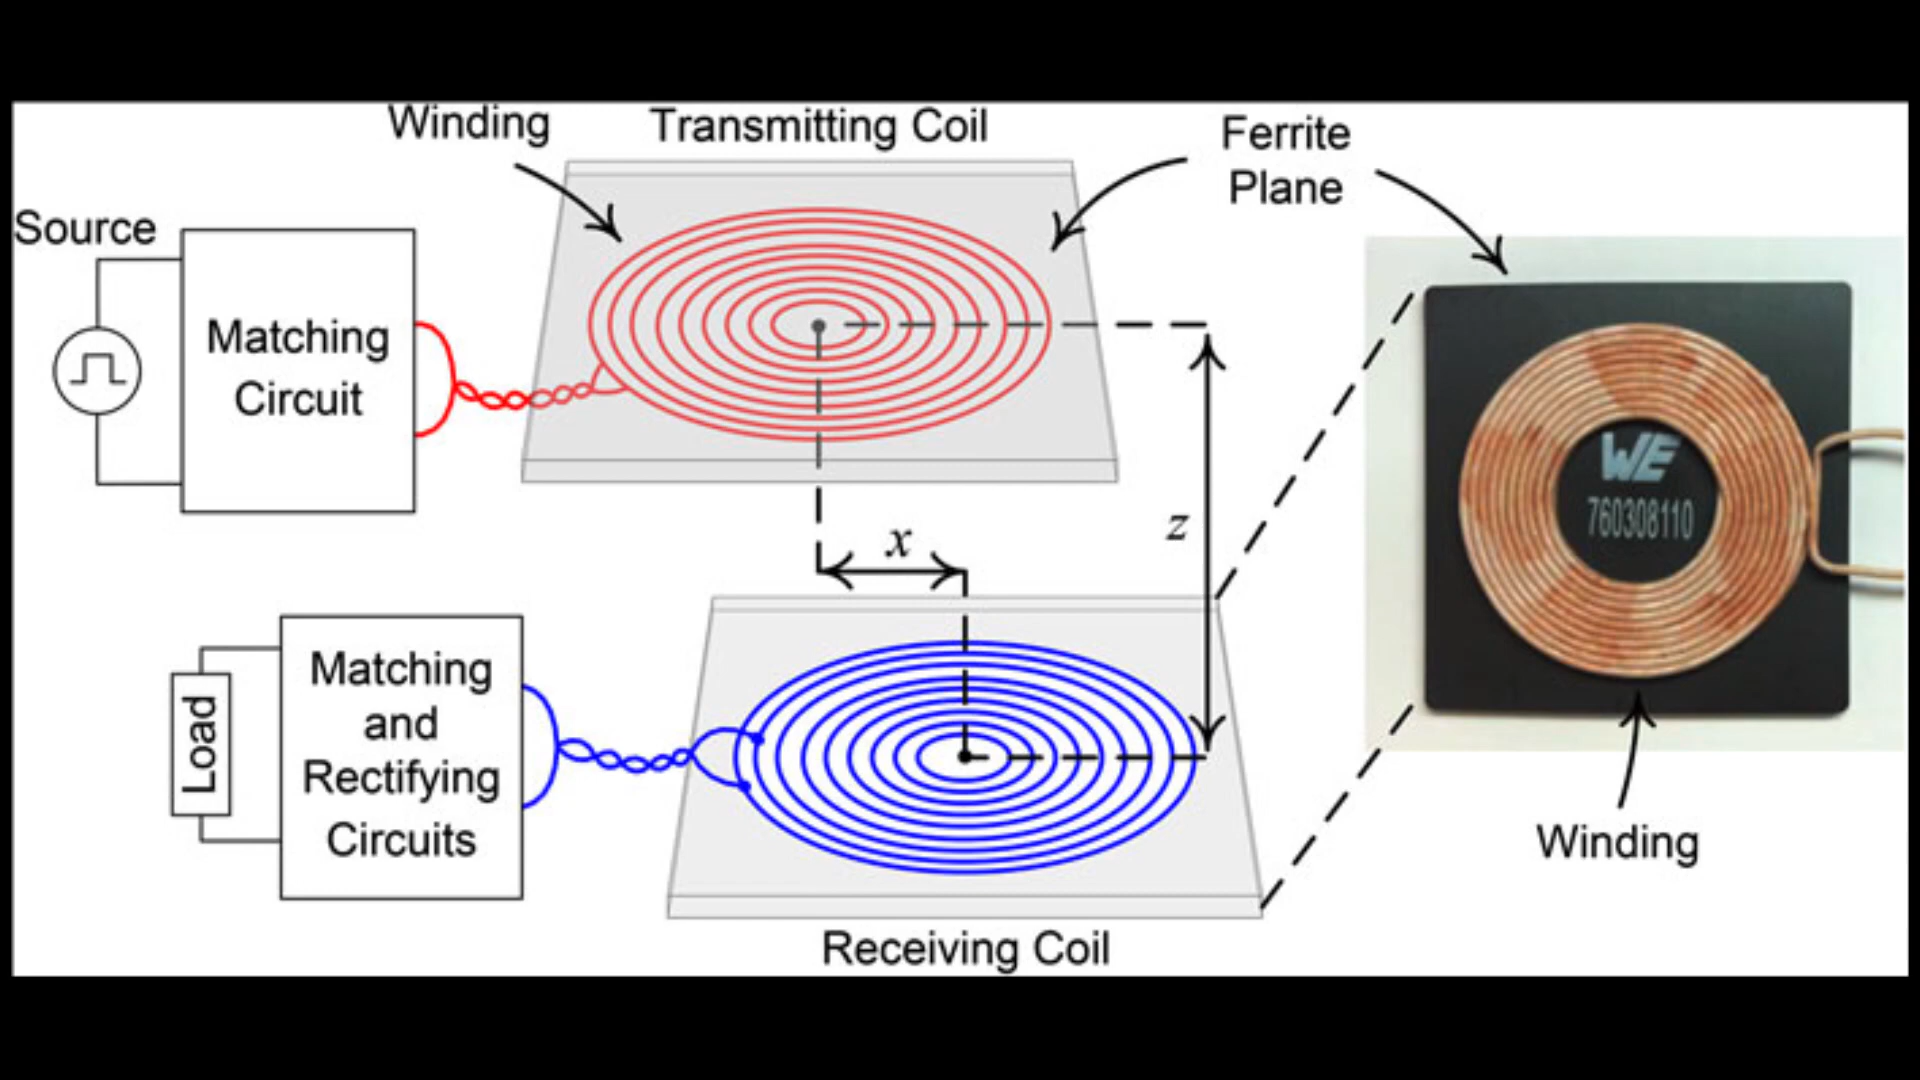 Winding
Transmitting Coil
Ferrite
Plane
Source
Matching
Circuit
x
z
WE
760308110
Load
Matching
and
Rectifying
Circuits
Winding
Receiving Coil